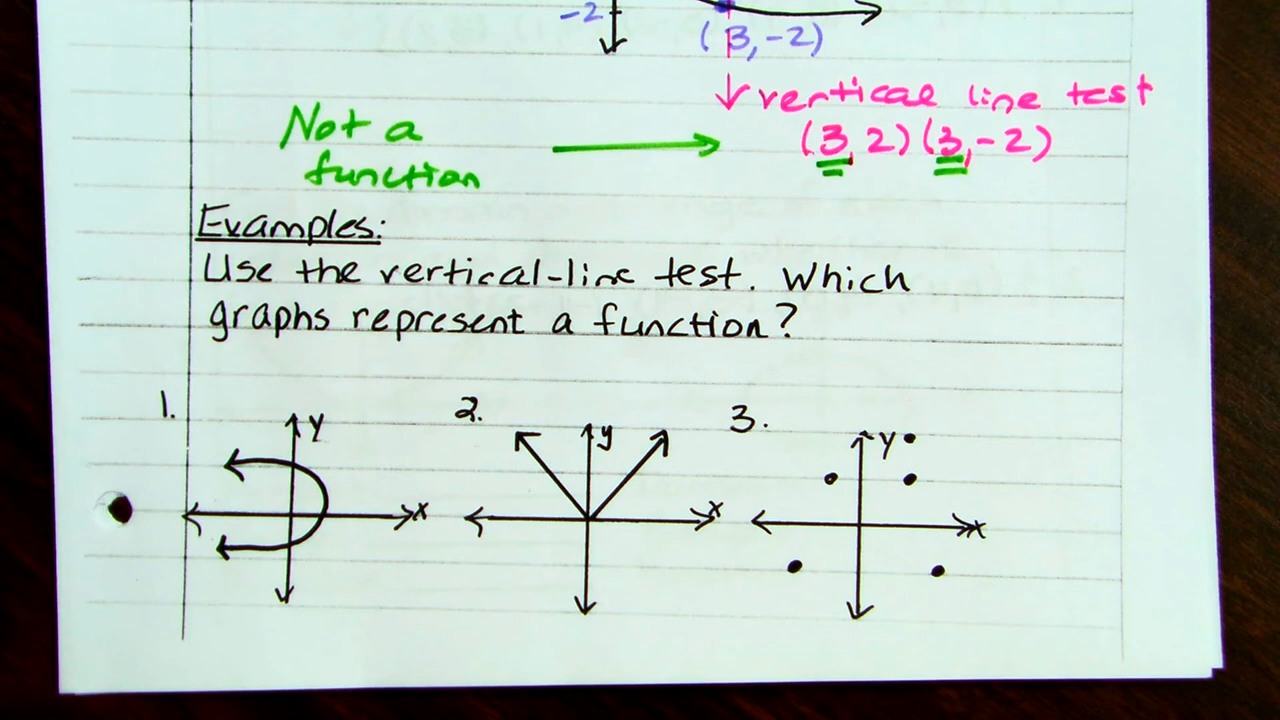 -2
(3,-2)
vertical line test
Not a
function
(3,2)(3,-2)
Examples:
Use the vertical-line test. Which
graphs represent a function?
1.
y
x
2.
y
x
3.
y
x